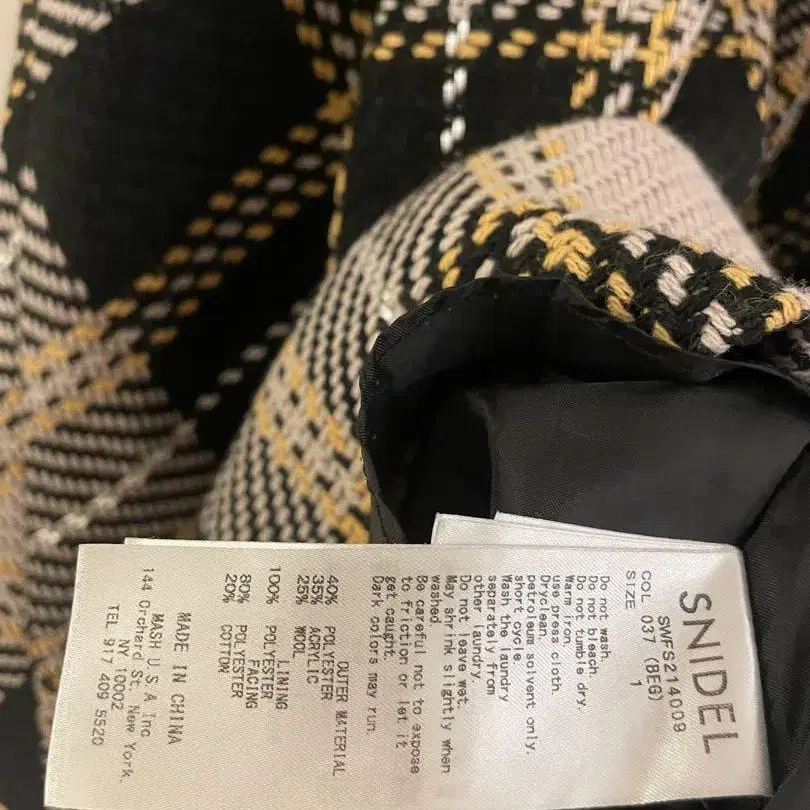 SNIDEL
SWFS214009
COL 037 (BEG)
SIZE 1
Do not wash.
Do not bleach.
Do not tumble dry.
Warm iron.
use press cloth.
Dryclean.
petroleum solvent only.
short cycle.
Wash the laundry
separately from
other laundry.
Do not leave wet.
May shrink slightly when
washed.
Be careful not to expose
to friction or let it
get caught.
Dark colors may run.
OUTER MATERIAL
40% POLYESTER
35% ACRYLIC
25% WOOL
LINING
100% POLYESTER
FACING
80% POLYESTER
20% COTTON
MADE IN CHINA
MASH U S A Inc
144 Orchard St. New York,
NY 10002
TEL 917 409 5520